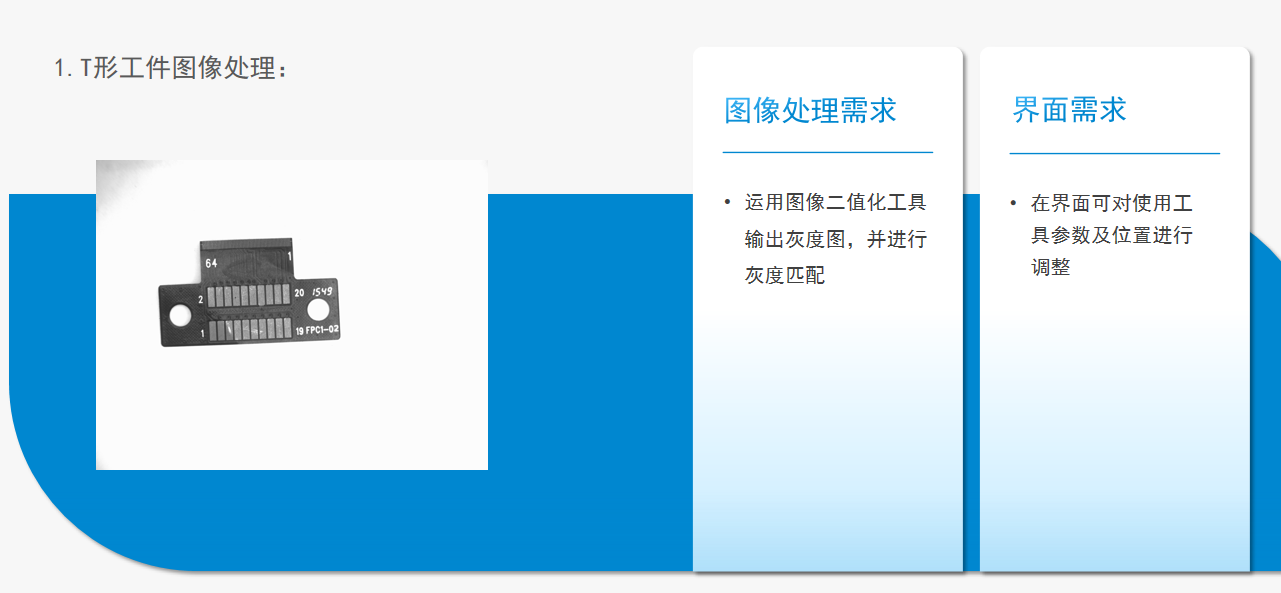 1.T形工件图像处理：
64 1
2 20 1549
1 19 FPC1-02
图像处理需求
• 运用图像二值化工具
输出灰度图，并进行
灰度匹配
界面需求
• 在界面可对使用工
具参数及位置进行
调整